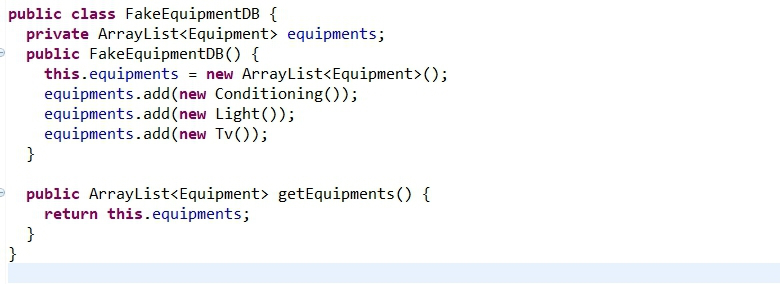 public class FakeEquipmentDB {
  private ArrayList<Equipment> equipments;
  public FakeEquipmentDB() {
    this.equipments = new ArrayList<Equipment>();
    equipments.add(new Conditioning());
    equipments.add(new Light());
    equipments.add(new Tv());
  }

  public ArrayList<Equipment> getEquipments() {
    return this.equipments;
  }
}